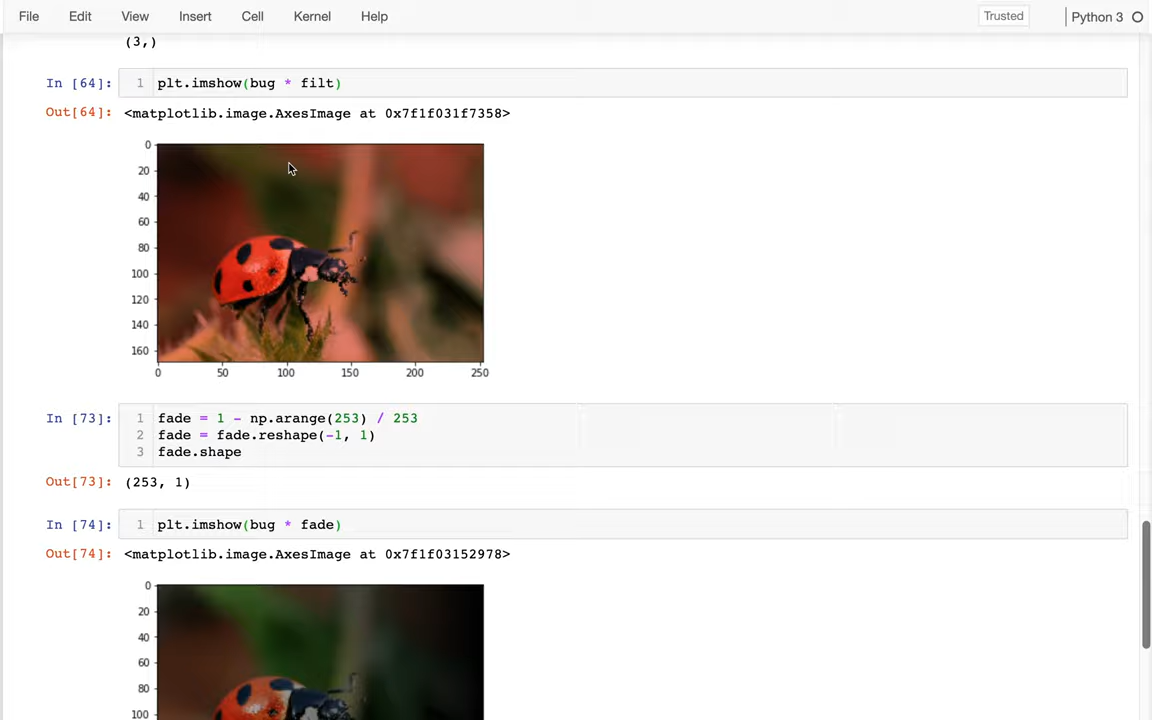 File Edit View Insert Cell Kernel Help Trusted Python 3
(3,)
In [64]: 1 plt.imshow(bug * filt)
Out[64]: <matplotlib.image.AxesImage at 0x7f1f031f7358>
0
20
40
60
80
100
120
140
160
0 50 100 150 200 250
In [73]: 1 fade = 1 - np.arange(253) / 253
2 fade = fade.reshape(-1, 1)
3 fade.shape
Out[73]: (253, 1)
In [74]: 1 plt.imshow(bug * fade)
Out[74]: <matplotlib.image.AxesImage at 0x7f1f03152978>
0
20
40
60
80
100